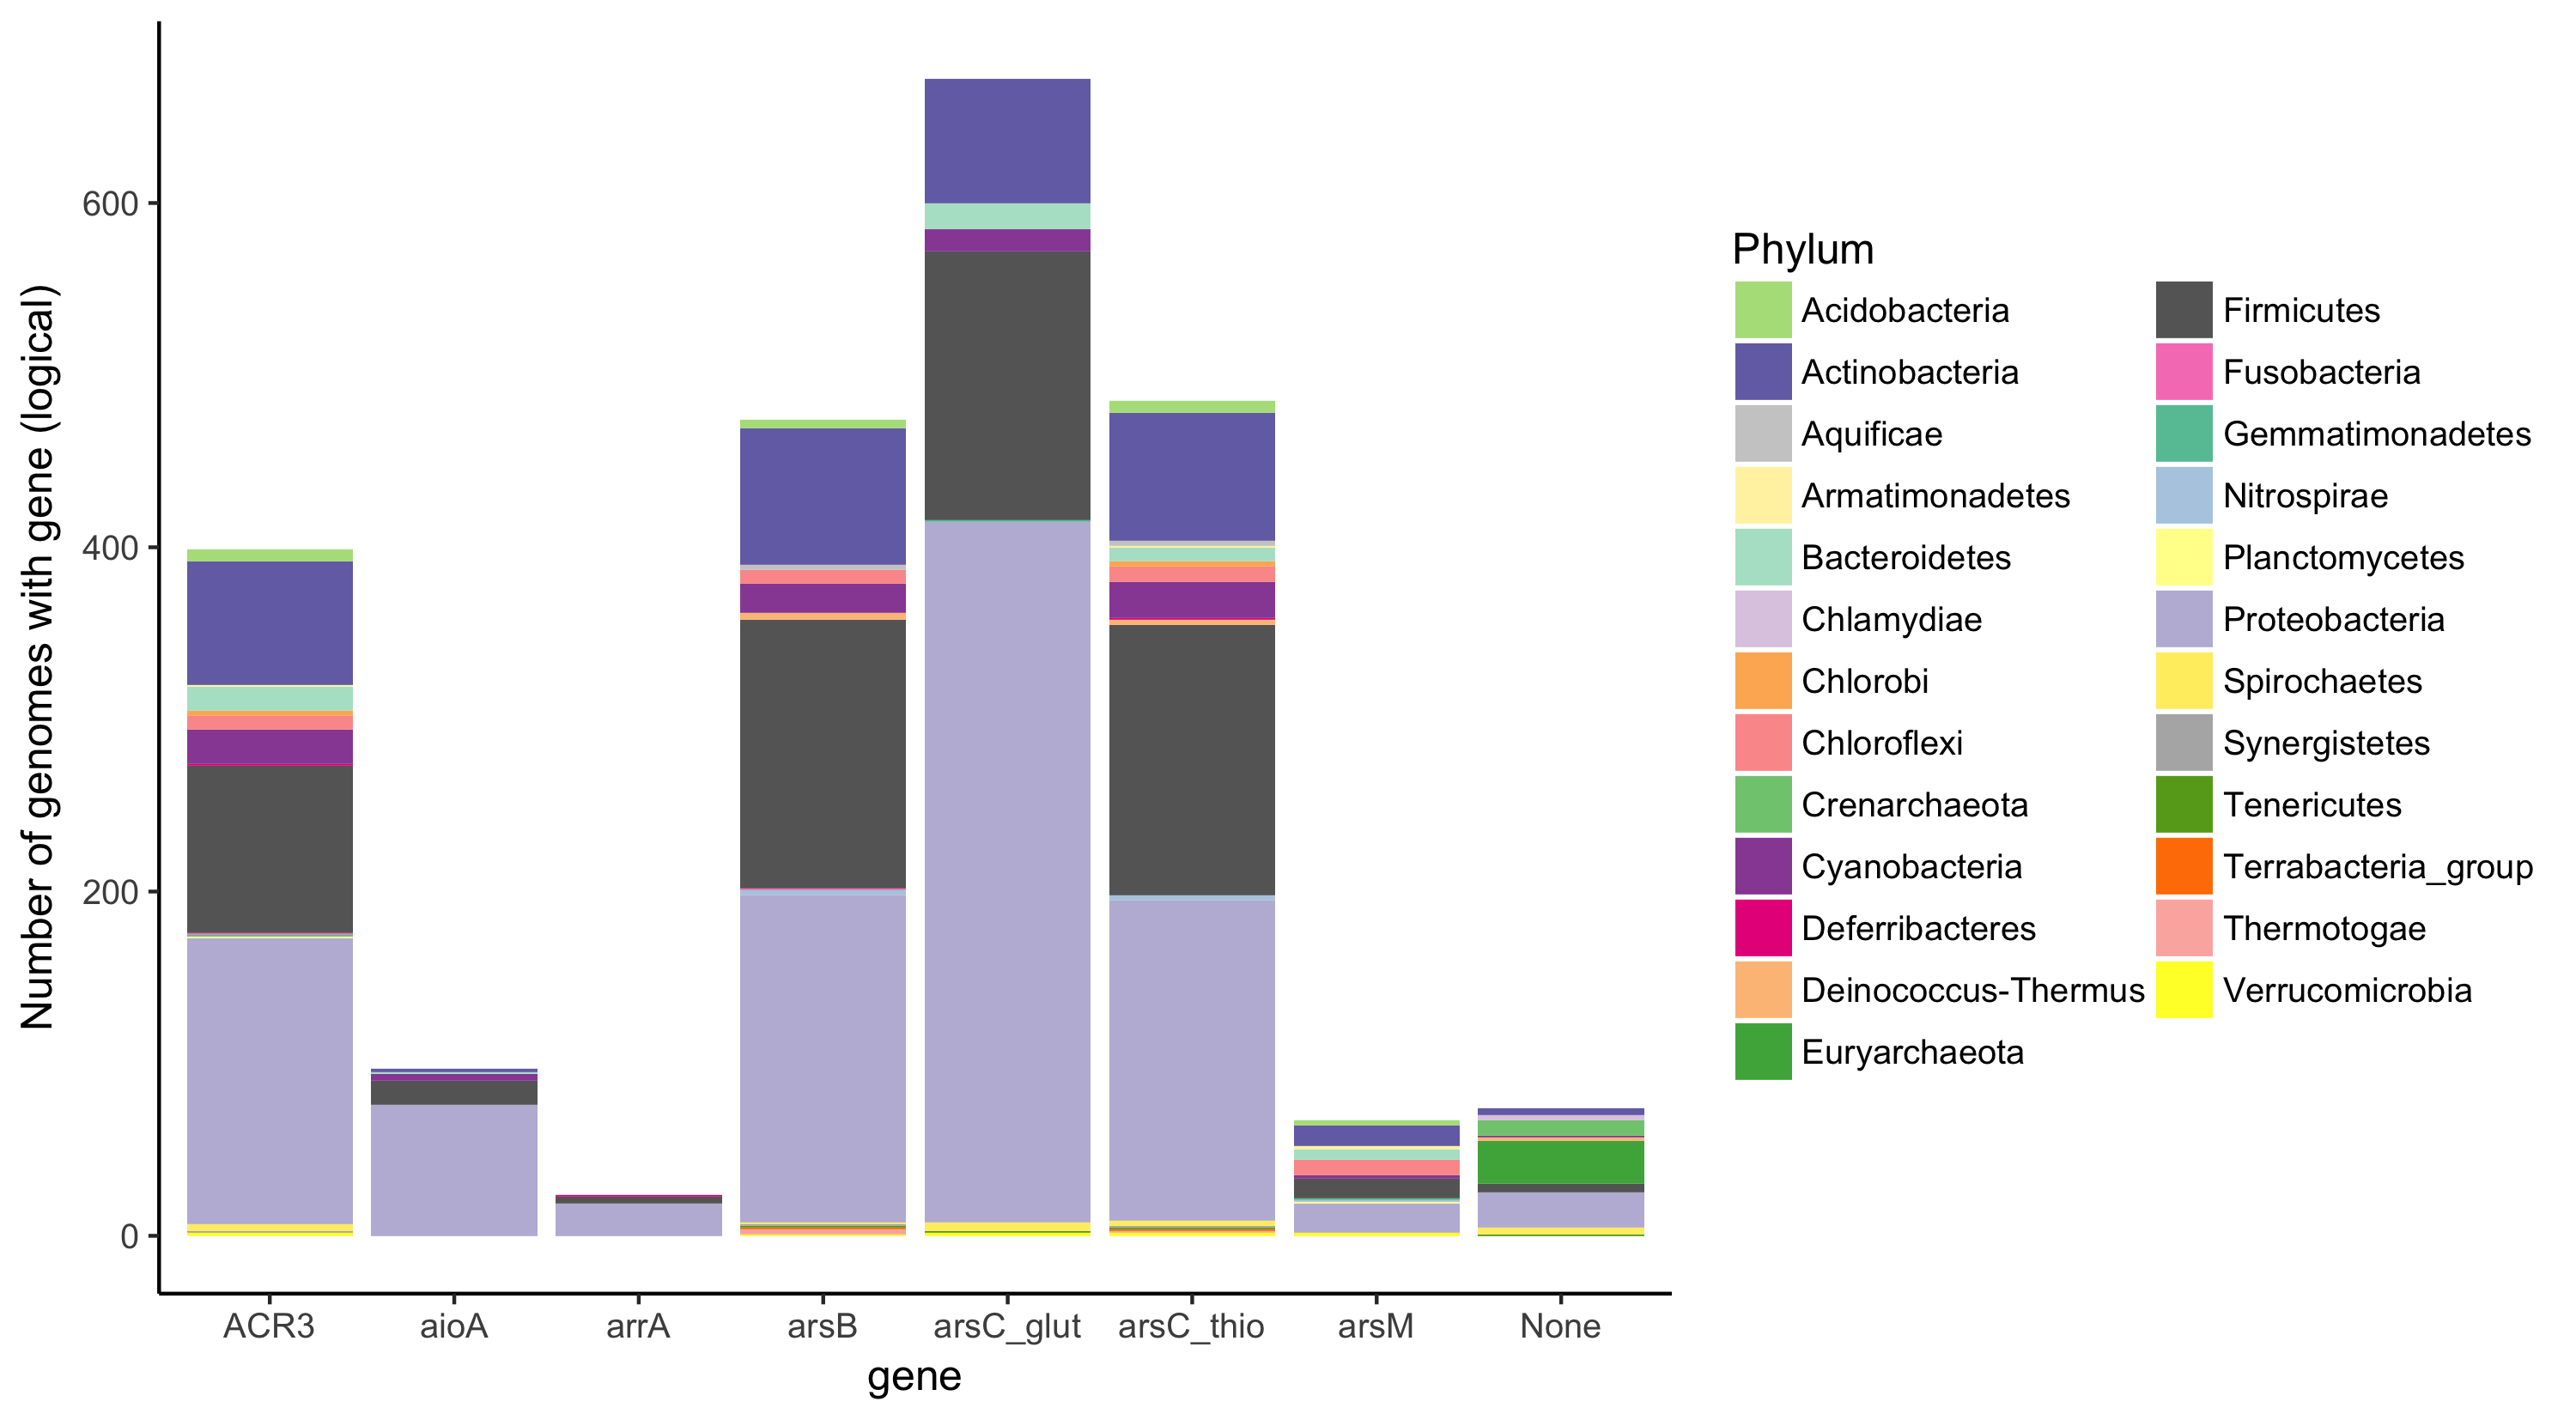 Number of genomes with gene (logical)
600
400
200
0
ACR3
aioA
arrA
arsB
arsC_glut
arsC_thio
arsM
None
gene
Phylum
Acidobacteria
Actinobacteria
Aquificae
Armatimonadetes
Bacteroidetes
Chlamydiae
Chlorobi
Chloroflexi
Crenarchaeota
Cyanobacteria
Deferribacteres
Deinococcus-Thermus
Euryarchaeota
Firmicutes
Fusobacteria
Gemmatimonadetes
Nitrospirae
Planctomycetes
Proteobacteria
Spirochaetes
Synergistetes
Tenericutes
Terrabacteria_group
Thermotogae
Verrucomicrobia